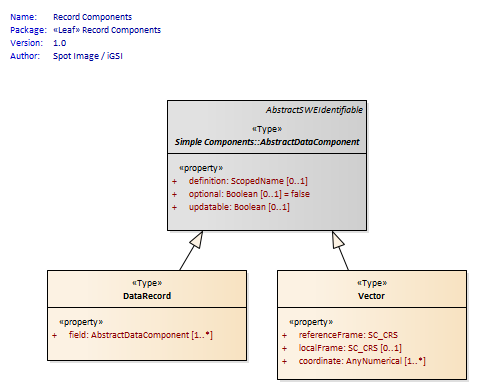 Name: Record Components
Package: «Leaf» Record Components
Version: 1.0
Author: Spot Image / iGSI
AbstractSWEIdentifiable
«Type»
Simple Components::AbstractDataComponent
«property»
+ definition: ScopedName [0..1]
+ optional: Boolean [0..1] = false
+ updatable: Boolean [0..1]
«Type»
DataRecord
«property»
+ field: AbstractDataComponent [1..*]
«Type»
Vector
«property»
+ referenceFrame: SC_CRS
+ localFrame: SC_CRS [0..1]
+ coordinate: AnyNumerical [1..*]